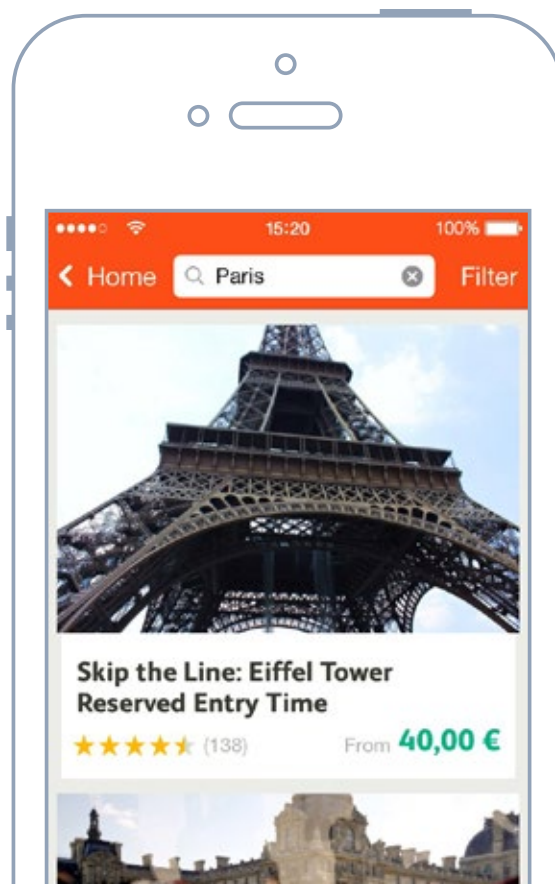 15:20
100%
Home
Paris
Filter
Skip the Line: Eiffel Tower
Reserved Entry Time
(138)
From 40,00 €